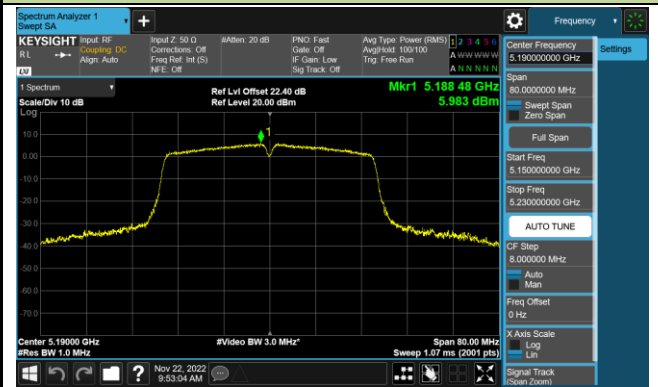 Spectrum Analyzer 1
Swept SA
Frequency
KEYSIGHT
Input: RF
Coupling: DC
Align: Auto
RL
Input Z: 50 Ω
Corrections: Off
Freq Ref: Int (S)
NFE: Off
#Atten: 20 dB
PNO: Fast
Gate: Off
IF Gain: Low
Sig Track: Off
Avg Type: Power (RMS)
Avg|Hold: 100/100
Trig: Free Run
1 2 3 4 5 6
A W W W W W
A N N N N N
1 Spectrum
Scale/Div 10 dB
Log
Ref Lvl Offset 22.40 dB
Ref Level 20.00 dBm
Mkr1 5.188 48 GHz
5.983 dBm
1
10.0
0.00
-10.0
-20.0
-30.0
-40.0
-50.0
-60.0
-70.0
Center 5.19000 GHz
#Res BW 1.0 MHz
#Video BW 3.0 MHz*
Span 80.00 MHz
Sweep 1.07 ms (2001 pts)
Nov 22, 2022
9:53:04 AM
Center Frequency
5.190000000 GHz
Settings
Span
80.0000000 MHz
Swept Span
Zero Span
Full Span
Start Freq
5.150000000 GHz
Stop Freq
5.230000000 GHz
AUTO TUNE
CF Step
8.000000 MHz
Auto
Man
Freq Offset
0 Hz
X Axis Scale
Log
Lin
Signal Track
(Span Zoom)